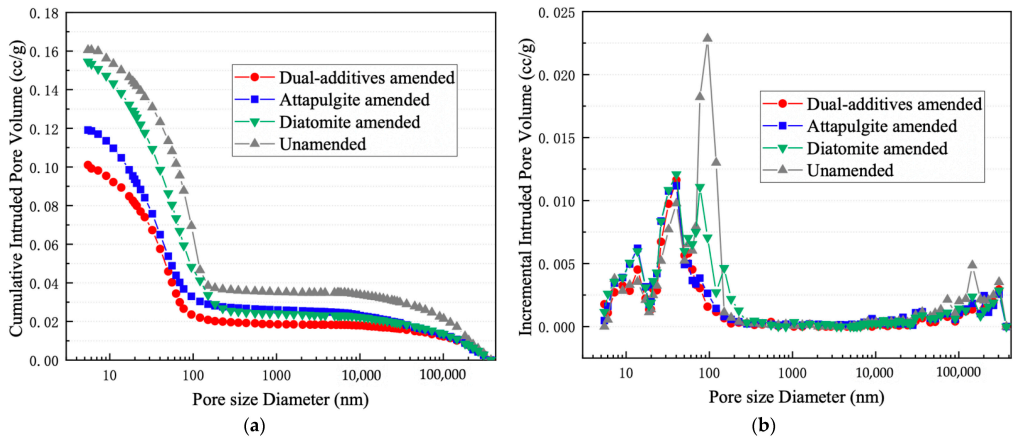 0.18
0.16
0.14
0.12
0.10
0.08
0.06
0.04
0.02
0.00
Cumulative Intruded Pore Volume (cc/g)
Dual-additives amended
Attapulgite amended
Diatomite amended
Unamended
10
100
1000
10,000
100,000
Pore size Diameter (nm)
(a)
0.025
0.020
0.015
0.010
0.005
0.000
Incremental Intruded Pore Volume (cc/g)
Dual-additives amended
Attapulgite amended
Diatomite amended
Unamended
10
100
1000
10,000
100,000
Pore size Diameter (nm)
(b)